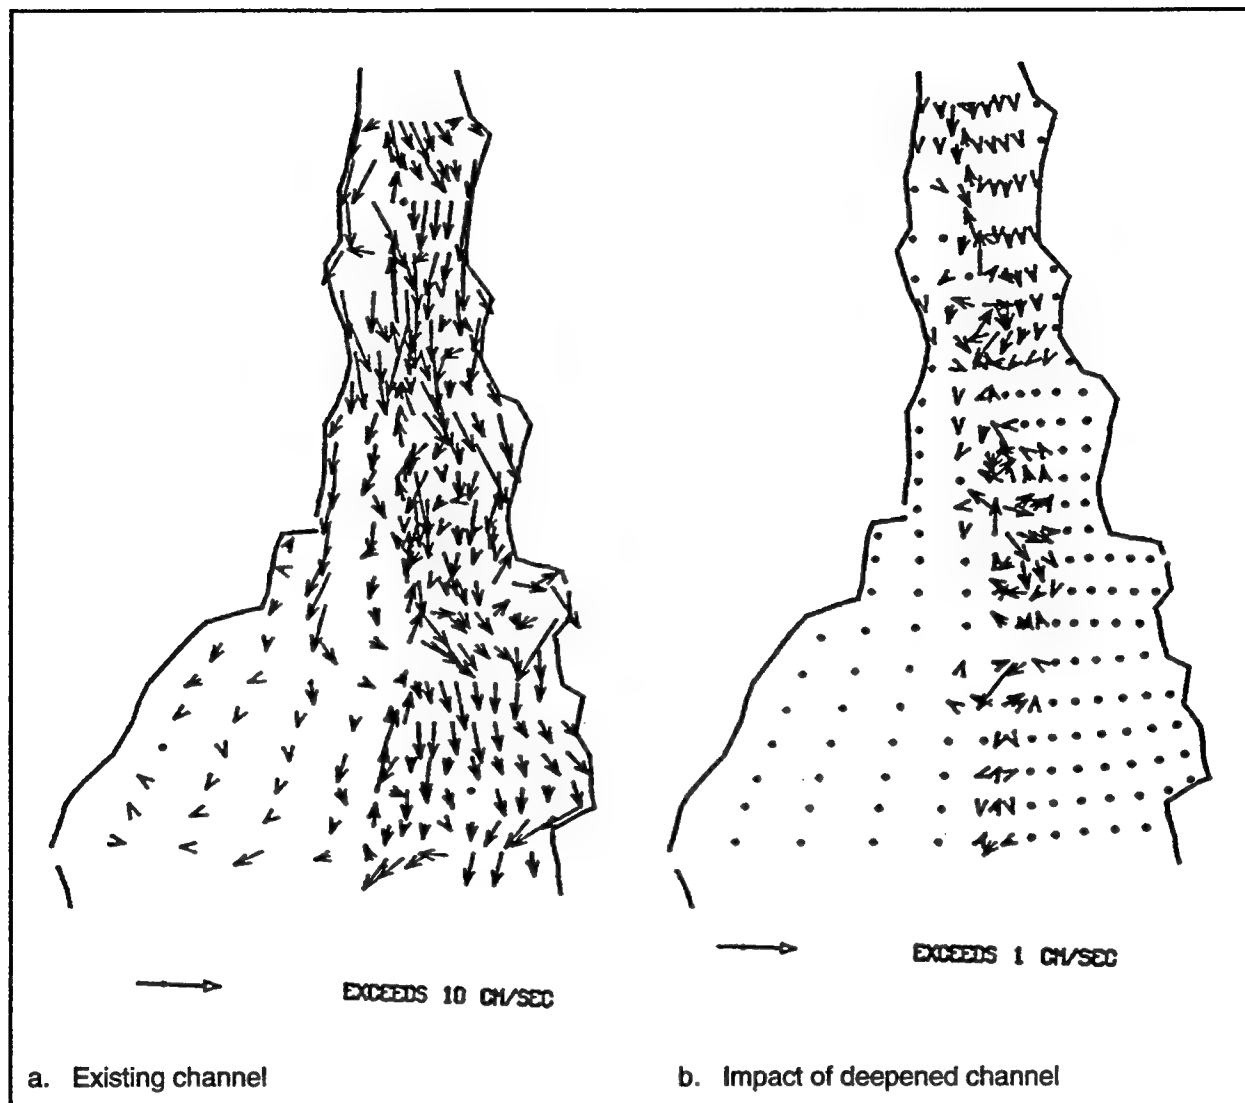 EXCEEDS 10 CM/SEC
EXCEEDS 1 CM/SEC
a. Existing channel
b. Impact of deepened channel